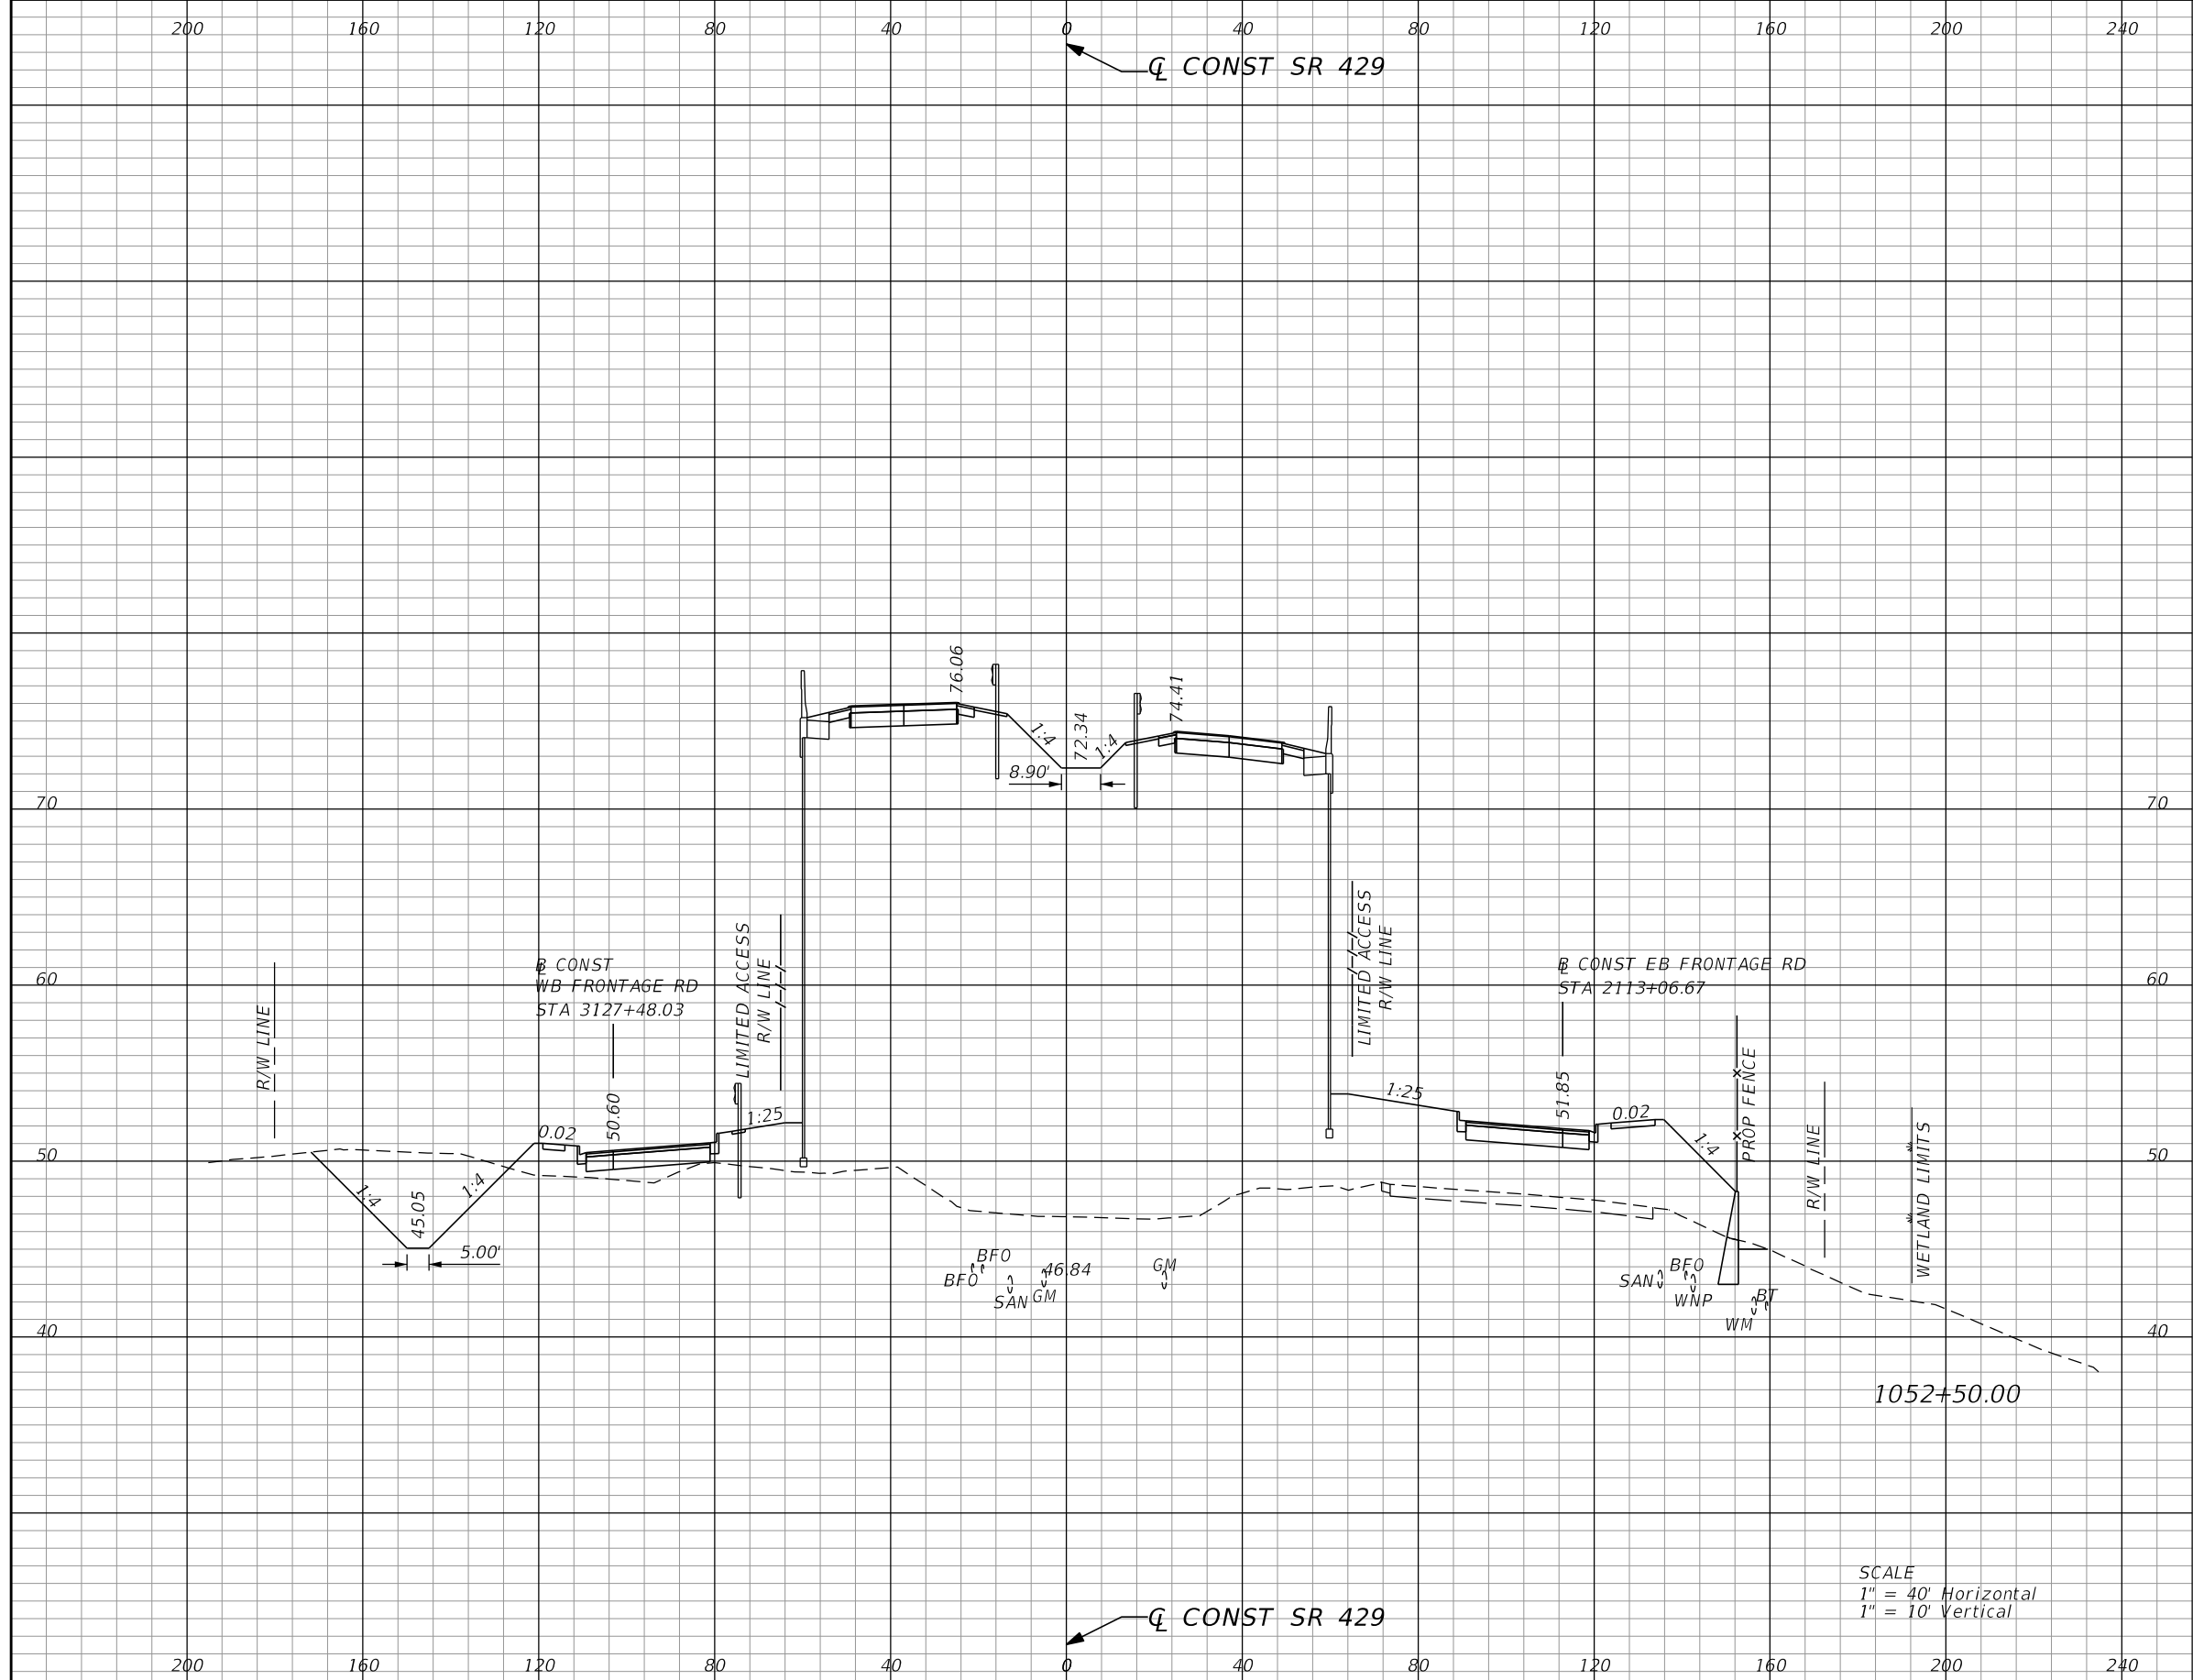 200 160 120 80 40 0 40 80 120 160 200 240
℄ CONST SR 429
76.06
74.41
1:4
72.34
1:4
8.90'
70 70
LIMITED ACCESS
R/W LINE
LIMITED ACCESS
R/W LINE
60 60
℄ CONST
WB FRONTAGE RD
STA 3127+48.03
℄ CONST EB FRONTAGE RD
STA 2113+06.67
R/W LINE
50.60
0.02
1:25
1:25
51.85
0.02
PROP FENCE
1:4
R/W LINE
WETLAND LIMITS
50 50
1:4
45.05
1:4
5.00'
BFO
BFO
SAN
GM
46.84
GM
SAN
BFO
WNP
BT
WM
40 40
1052+50.00
SCALE
1" = 40' Horizontal
1" = 10' Vertical
℄ CONST SR 429
200 160 120 80 40 0 40 80 120 160 200 240